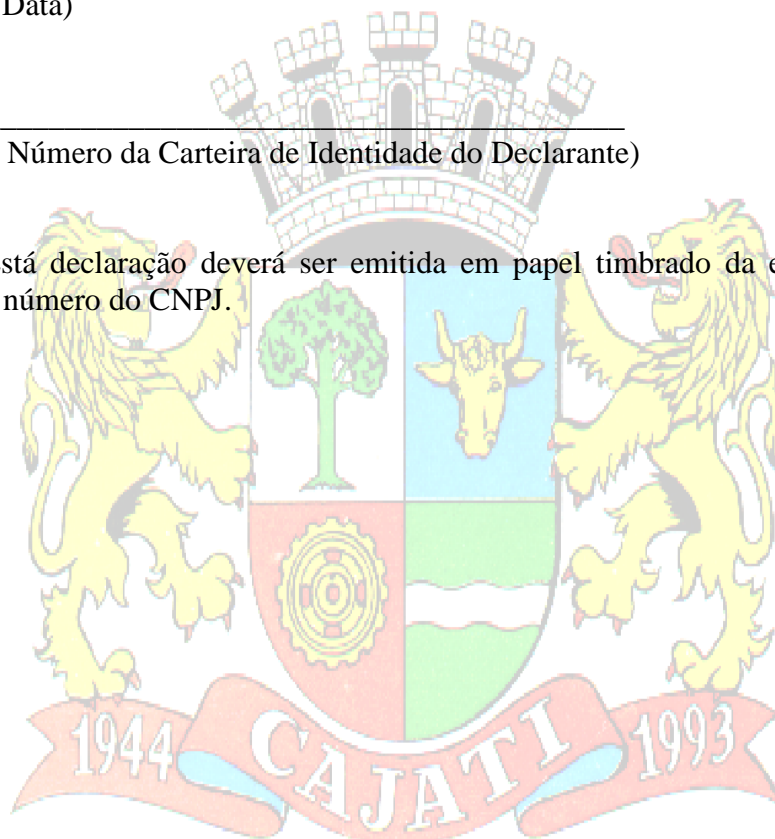 Data)
Número da Carteira de Identidade do Declarante)
stá declaração deverá ser emitida em papel timbrado da e
número do CNPJ.
1944 CAJATI 1993